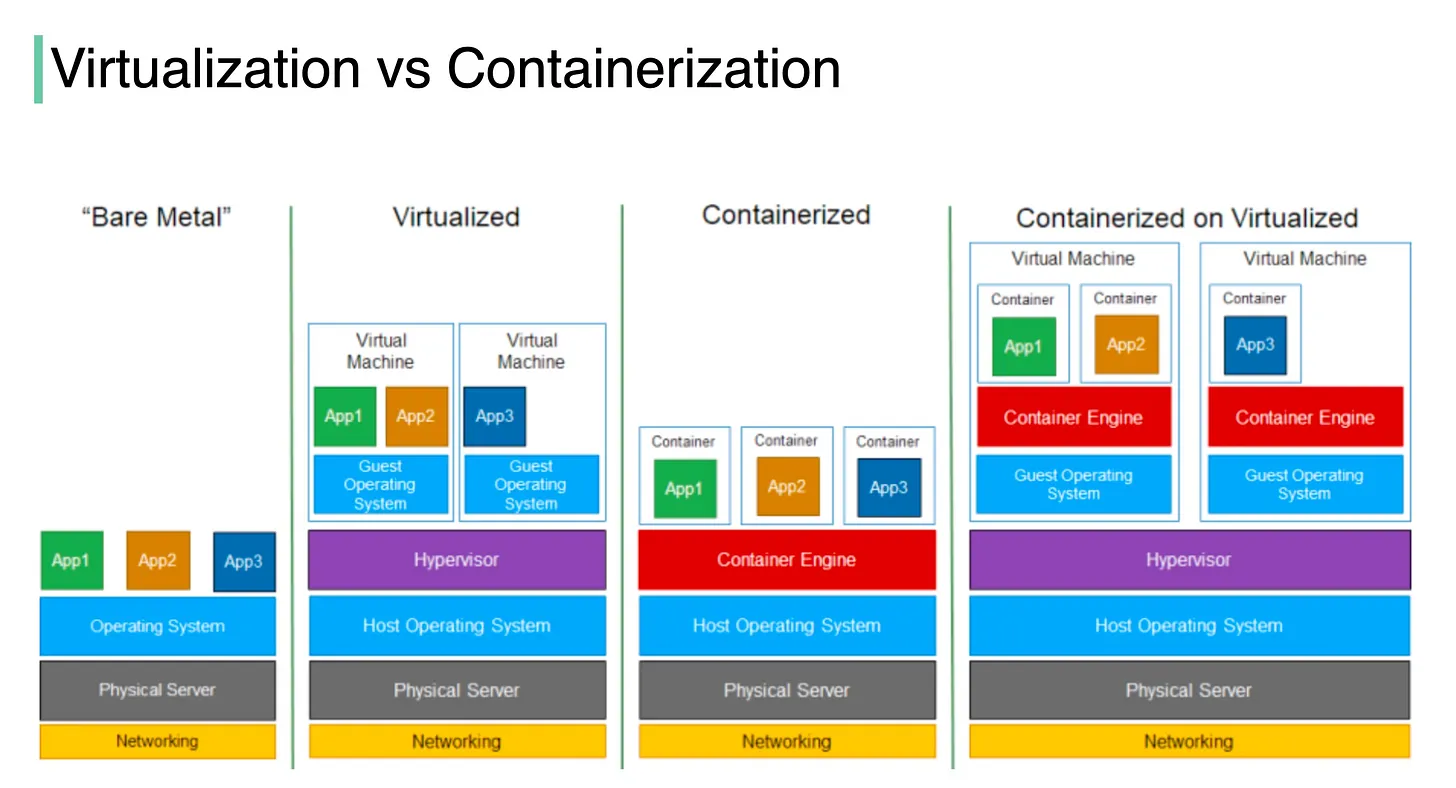 Virtualization vs Containerization
“Bare Metal”
App1
App2
App3
Operating System
Physical Server
Networking
Virtualized
Virtual
Machine
App1
App2
Guest
Operating
System
Virtual
Machine
App3
Guest
Operating
System
Hypervisor
Host Operating System
Physical Server
Networking
Containerized
Container
App1
Container
App2
Container
App3
Container Engine
Host Operating System
Physical Server
Networking
Containerized on Virtualized
Virtual Machine
Container
App1
Container
App2
Container Engine
Guest Operating
System
Virtual Machine
Container
App3
Container Engine
Guest Operating
System
Hypervisor
Host Operating System
Physical Server
Networking